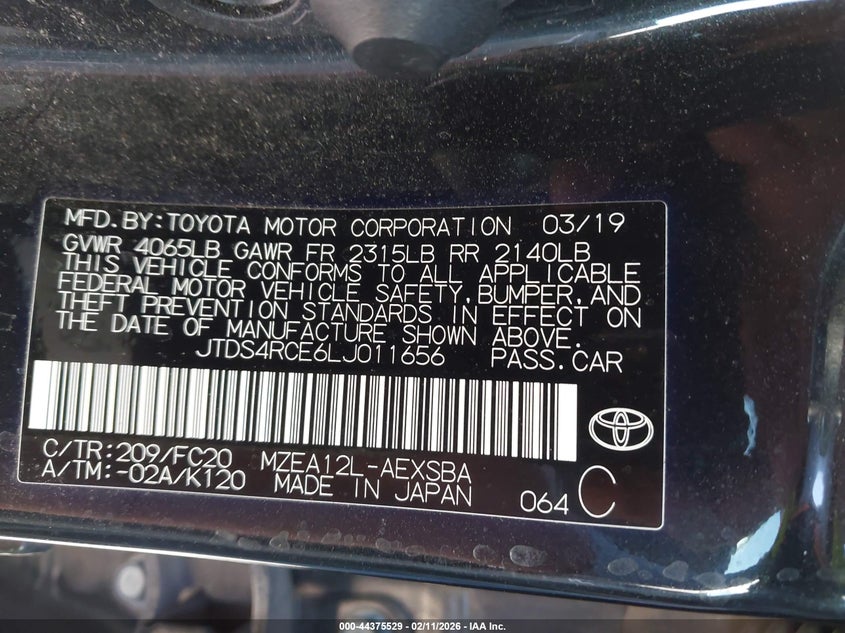 MFD.BY:TOYOTA MOTOR CORPORATION 03/19
GVWR 4065LB GAWR FR 2315LB RR 2140LB
THIS VEHICLE CONFORMS TO ALL APPLICABLE
FEDERAL MOTOR VEHICLE SAFETY,BUMPER,AND
THEFT PREVENTION STANDARDS IN EFFECT ON
THE DATE OF MANUFACTURE SHOWN ABOVE.
JTDS4RCE6LJ011656 PASS.CAR
C/TR:209/FC20 MZEA12L-AEXSBA
A/TM:-02A/K120 MADE IN JAPAN 064 C
000-44375529 - 02/11/2026 - IAA Inc.